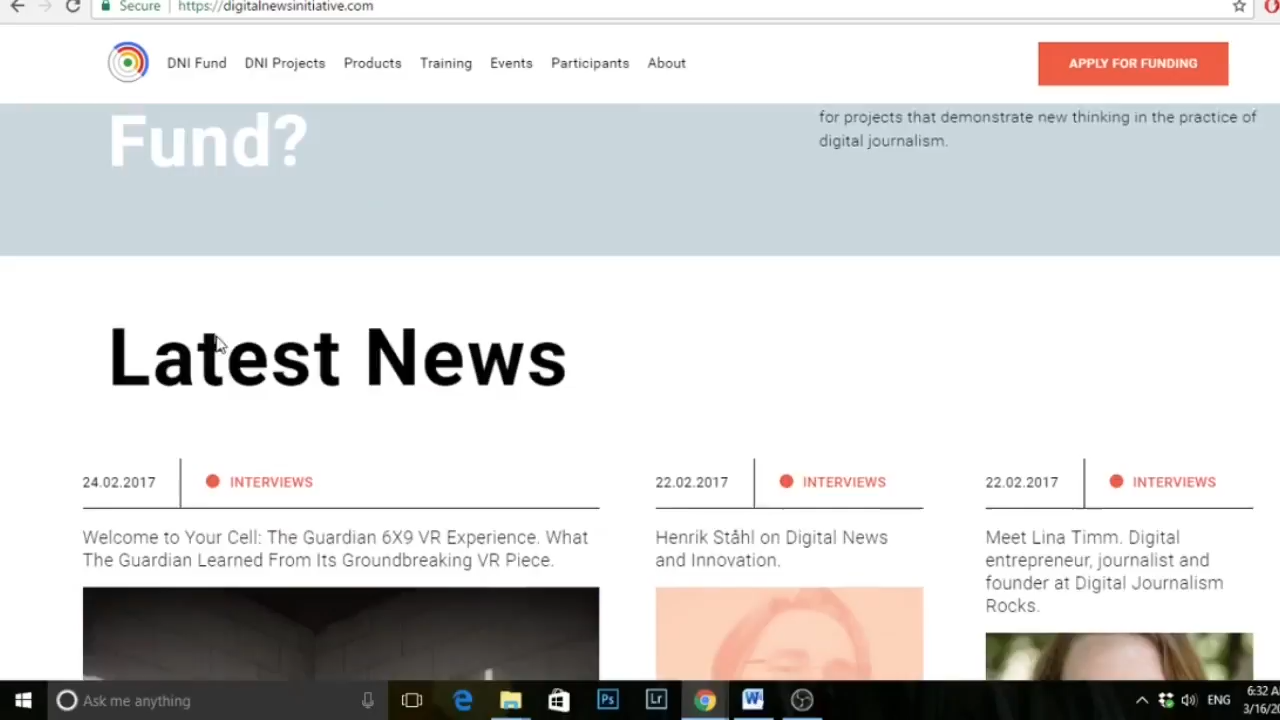 Secure | https://digitalnewsinitiative.com
DNI Fund DNI Projects Products Training Events Participants About APPLY FOR FUNDING
Fund?
for projects that demonstrate new thinking in the practice of
digital journalism.
Latest News
24.02.2017 INTERVIEWS
Welcome to Your Cell: The Guardian 6X9 VR Experience. What
The Guardian Learned From Its Groundbreaking VR Piece.
22.02.2017 INTERVIEWS
Henrik Ståhl on Digital News
and Innovation.
22.02.2017 INTERVIEWS
Meet Lina Timm. Digital
entrepreneur, journalist and
founder at Digital Journalism
Rocks.
Ask me anything
Ps
Lr
W
ENG
6:32
3/16/20